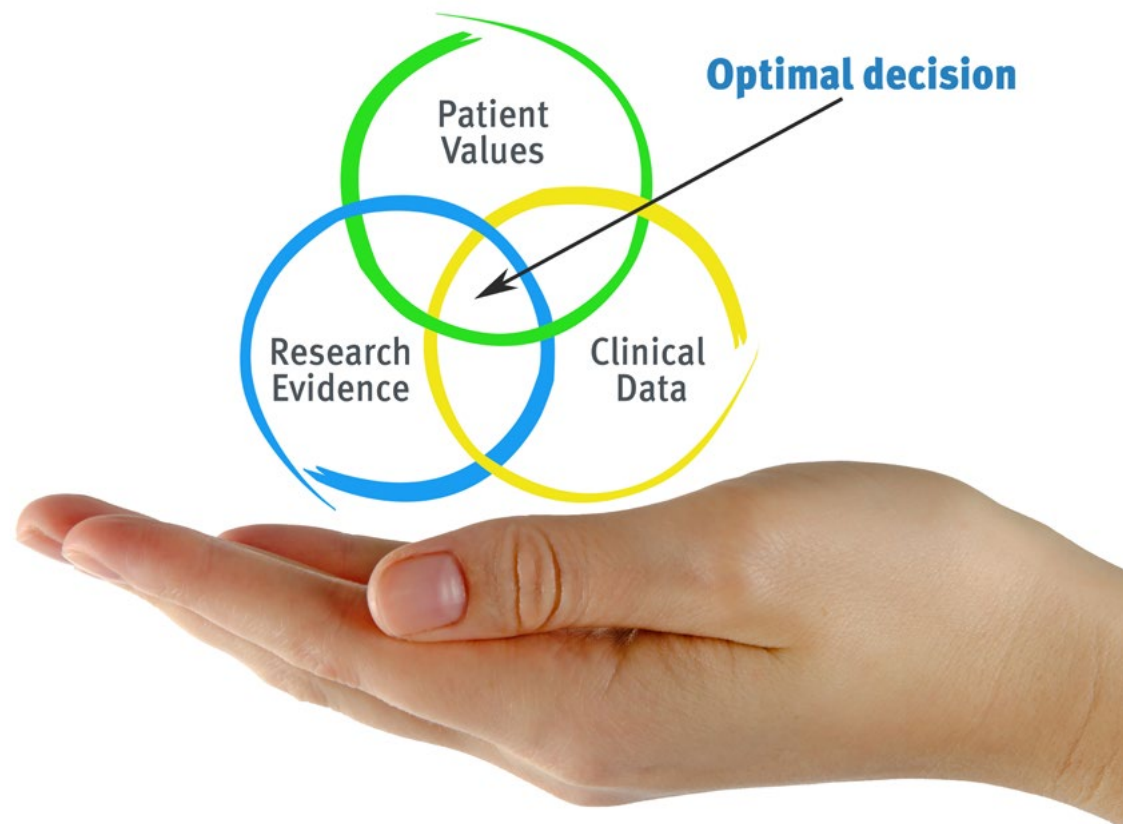 Optimal decision
Patient
Values
Research
Evidence
Clinical
Data